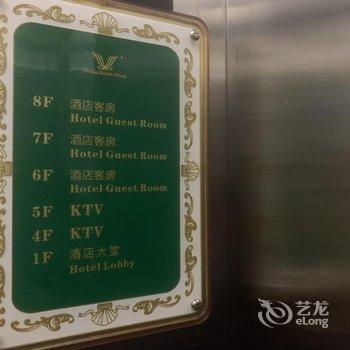 8F 酒店客房
Hotel Guest Room
7F 酒店客房
Hotel Guest Room
6F 酒店客房
Hotel Guest Room
5F KTV
4F KTV
1F 酒店大堂
Hotel Lobby
艺龙
eLong